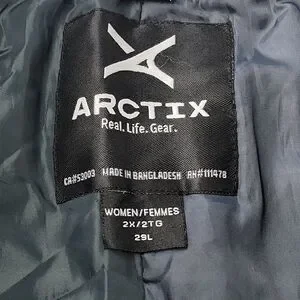 ARCTIX
Real. Life. Gear.
CA#53003 MADE IN BANGLADESH RN#111478
WOMEN/FEMMES
2X/2TG
29L